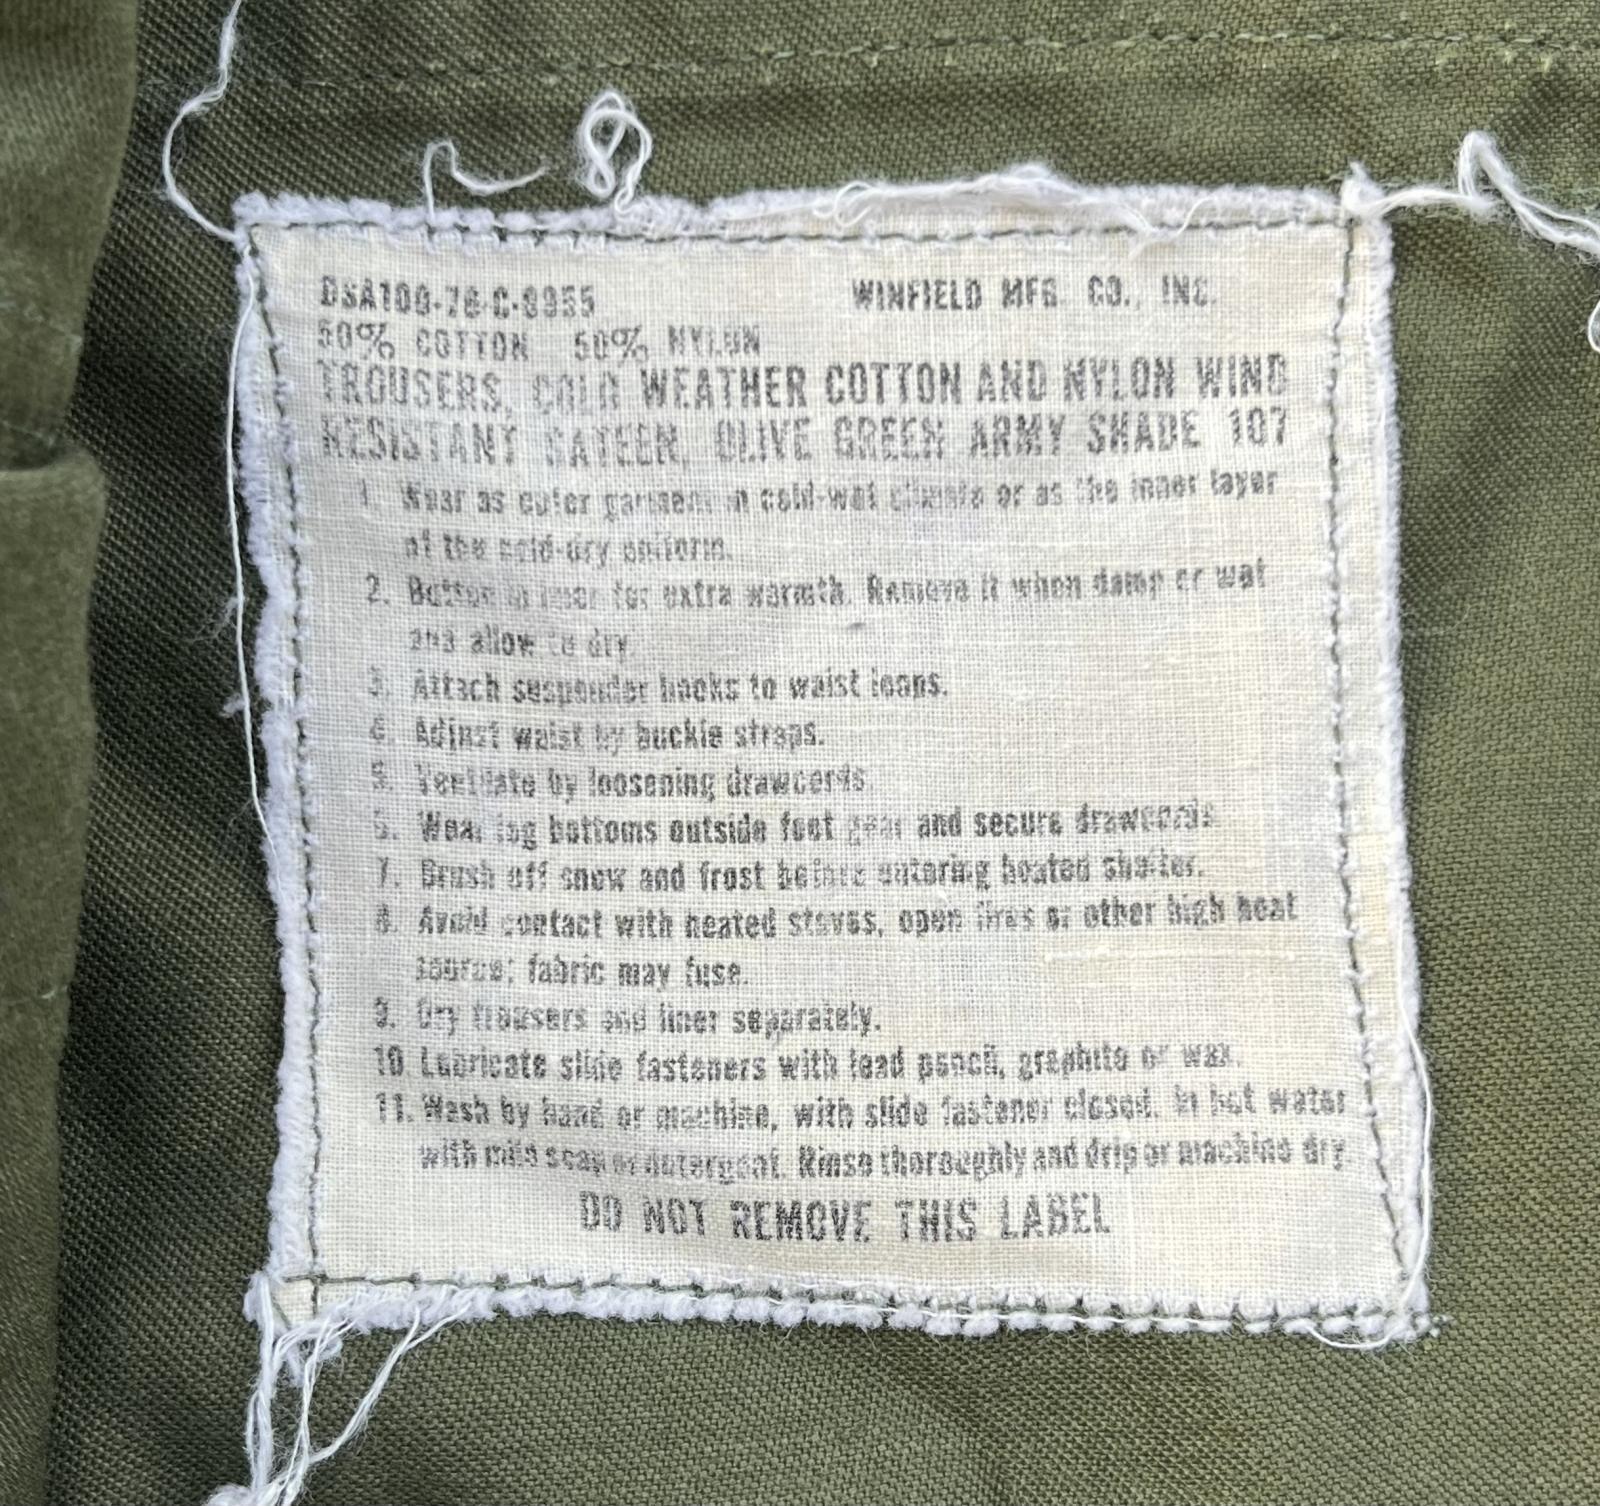 WINFIELD MFG. CO., INC.
50% COTTON 50% NYLON
TROUSERS, COLD WEATHER COTTON AND NYLON WIND
RESISTANT SATEEN, OLIVE GREEN ARMY SHADE 107
1. Wear as outer garment in cold-wet climate or as the inner layer
of the cold-dry uniform.
2. Button in liner for extra warmth. Remove it when damp or wet
and allow to dry.
3. Attach suspender hooks to waist loops.
4. Adjust waist by buckle straps.
5. Ventilate by loosening drawcords.
6. Wear leg bottoms outside foot gear and secure drawcords.
7. Brush off snow and frost before entering heated shelter.
8. Avoid contact with heated stoves, open fires or other high heat
source; fabric may fuse.
9. Dry trousers and liner separately.
10. Lubricate slide fasteners with lead pencil, graphite or wax.
11. Wash by hand or machine, with slide fastener closed, in hot water
with mild soap or detergent. Rinse thoroughly and drip or machine dry.
DO NOT REMOVE THIS LABEL